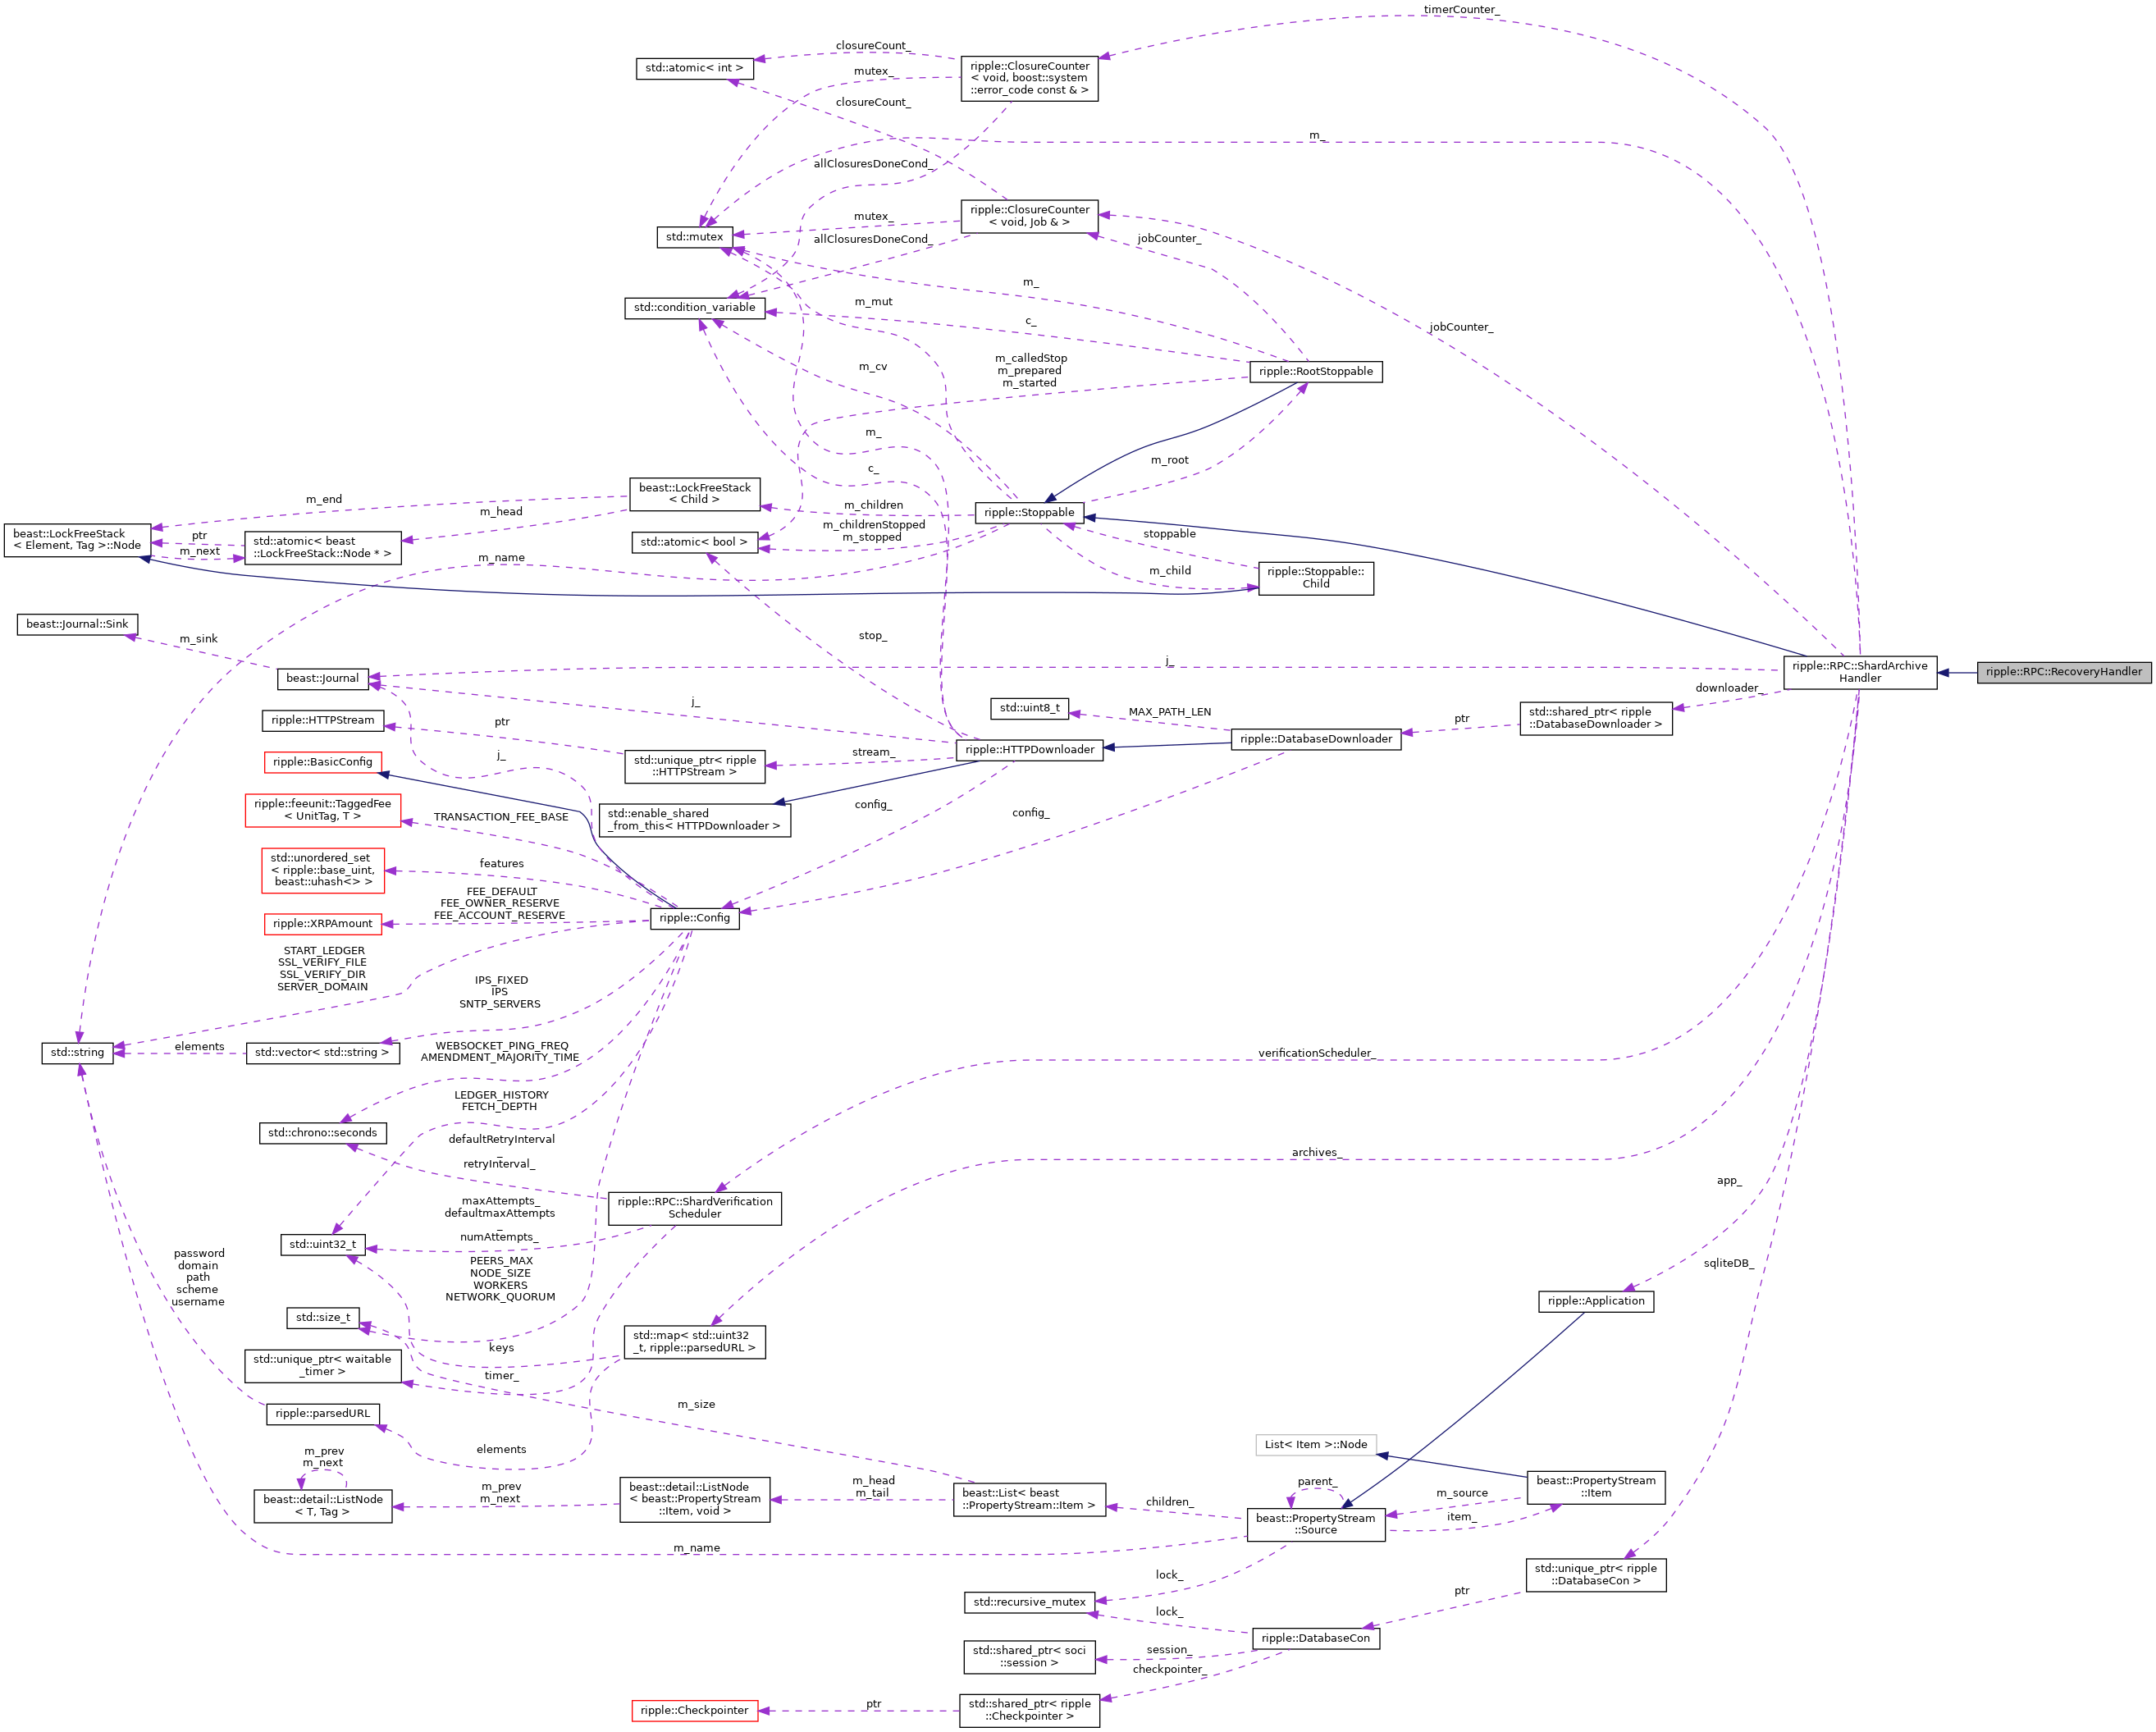 timerCounter_
closureCount_
ripple::ClosureCounter
< void, boost::system
::error_code const & >
std::atomic< int >
mutex_
closureCount_
m_
allClosuresDoneCond_
ripple::ClosureCounter
< void, Job & >
mutex_
std::mutex
allClosuresDoneCond_
jobCounter_
m_
m_mut
std::condition_variable
c_
jobCounter_
m_calledStop
m_prepared
m_started
m_cv
ripple::RootStoppable
m_
m_root
c_
beast::LockFreeStack
< Child >
m_end
m_head
m_children
ripple::Stoppable
beast::LockFreeStack
< Element, Tag >::Node
ptr
m_next
std::atomic< beast
::LockFreeStack::Node * >
std::atomic< bool >
m_childrenStopped
m_stopped
stoppable
m_name
m_child
ripple::Stoppable::
Child
beast::Journal::Sink
m_sink
stop_
j_
ripple::RPC::ShardArchive
Handler
ripple::RPC::RecoveryHandler
beast::Journal
downloader_
j_
std::uint8_t
MAX_PATH_LEN
std::shared_ptr< ripple
::DatabaseDownloader >
ripple::HTTPStream
ptr
ptr
ripple::DatabaseDownloader
j_
stream_
ripple::HTTPDownloader
ripple::BasicConfig
std::unique_ptr< ripple
::HTTPStream >
ripple::feeunit::TaggedFee
< UnitTag, T >
TRANSACTION_FEE_BASE
std::enable_shared
_from_this< HTTPDownloader >
config_
config_
std::unordered_set
< ripple::base_uint,
beast::uhash<> >
features
FEE_DEFAULT
FEE_OWNER_RESERVE
FEE_ACCOUNT_RESERVE
ripple::XRPAmount
ripple::Config
START_LEDGER
SSL_VERIFY_FILE
SSL_VERIFY_DIR
SERVER_DOMAIN
IPS_FIXED
IPS
SNTP_SERVERS
std::string
elements
std::vector< std::string >
WEBSOCKET_PING_FREQ
AMENDMENT_MAJORITY_TIME
verificationScheduler_
LEDGER_HISTORY
FETCH_DEPTH
std::chrono::seconds
defaultRetryInterval
_
retryInterval_
archives_
ripple::RPC::ShardVerification
Scheduler
app_
maxAttempts_
defaultmaxAttempts
_
numAttempts_
std::uint32_t
password
domain
path
scheme
username
PEERS_MAX
NODE_SIZE
WORKERS
NETWORK_QUORUM
sqliteDB_
ripple::Application
std::size_t
std::map< std::uint32
_t, ripple::parsedURL >
keys
std::unique_ptr< waitable
_timer >
timer_
m_size
ripple::parsedURL
elements
List< Item >::Node
m_prev
m_next
beast::detail::ListNode
< T, Tag >
m_prev
m_next
beast::detail::ListNode
< beast::PropertyStream
::Item, void >
m_head
m_tail
beast::List< beast
::PropertyStream::Item >
children_
parent_
beast::PropertyStream
::Source
m_source
item_
beast::PropertyStream
::Item
m_name
lock_
std::unique_ptr< ripple
::DatabaseCon >
std::recursive_mutex
lock_
ptr
ripple::DatabaseCon
std::shared_ptr< soci
::session >
session_
checkpointer_
ripple::Checkpointer
ptr
std::shared_ptr< ripple
::Checkpointer >